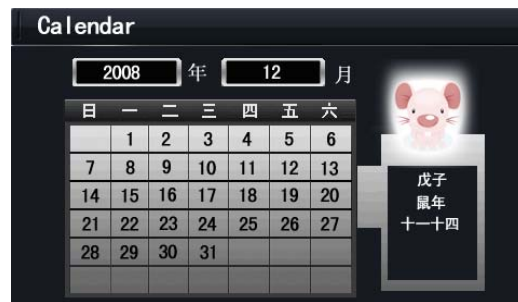 Calendar
2008 年 12 月
日 一 二 三 四 五 六
1 2 3 4 5 6
7 8 9 10 11 12 13
14 15 16 17 18 19 20
21 22 23 24 25 26 27
28 29 30 31
戊子
鼠年
十一十四